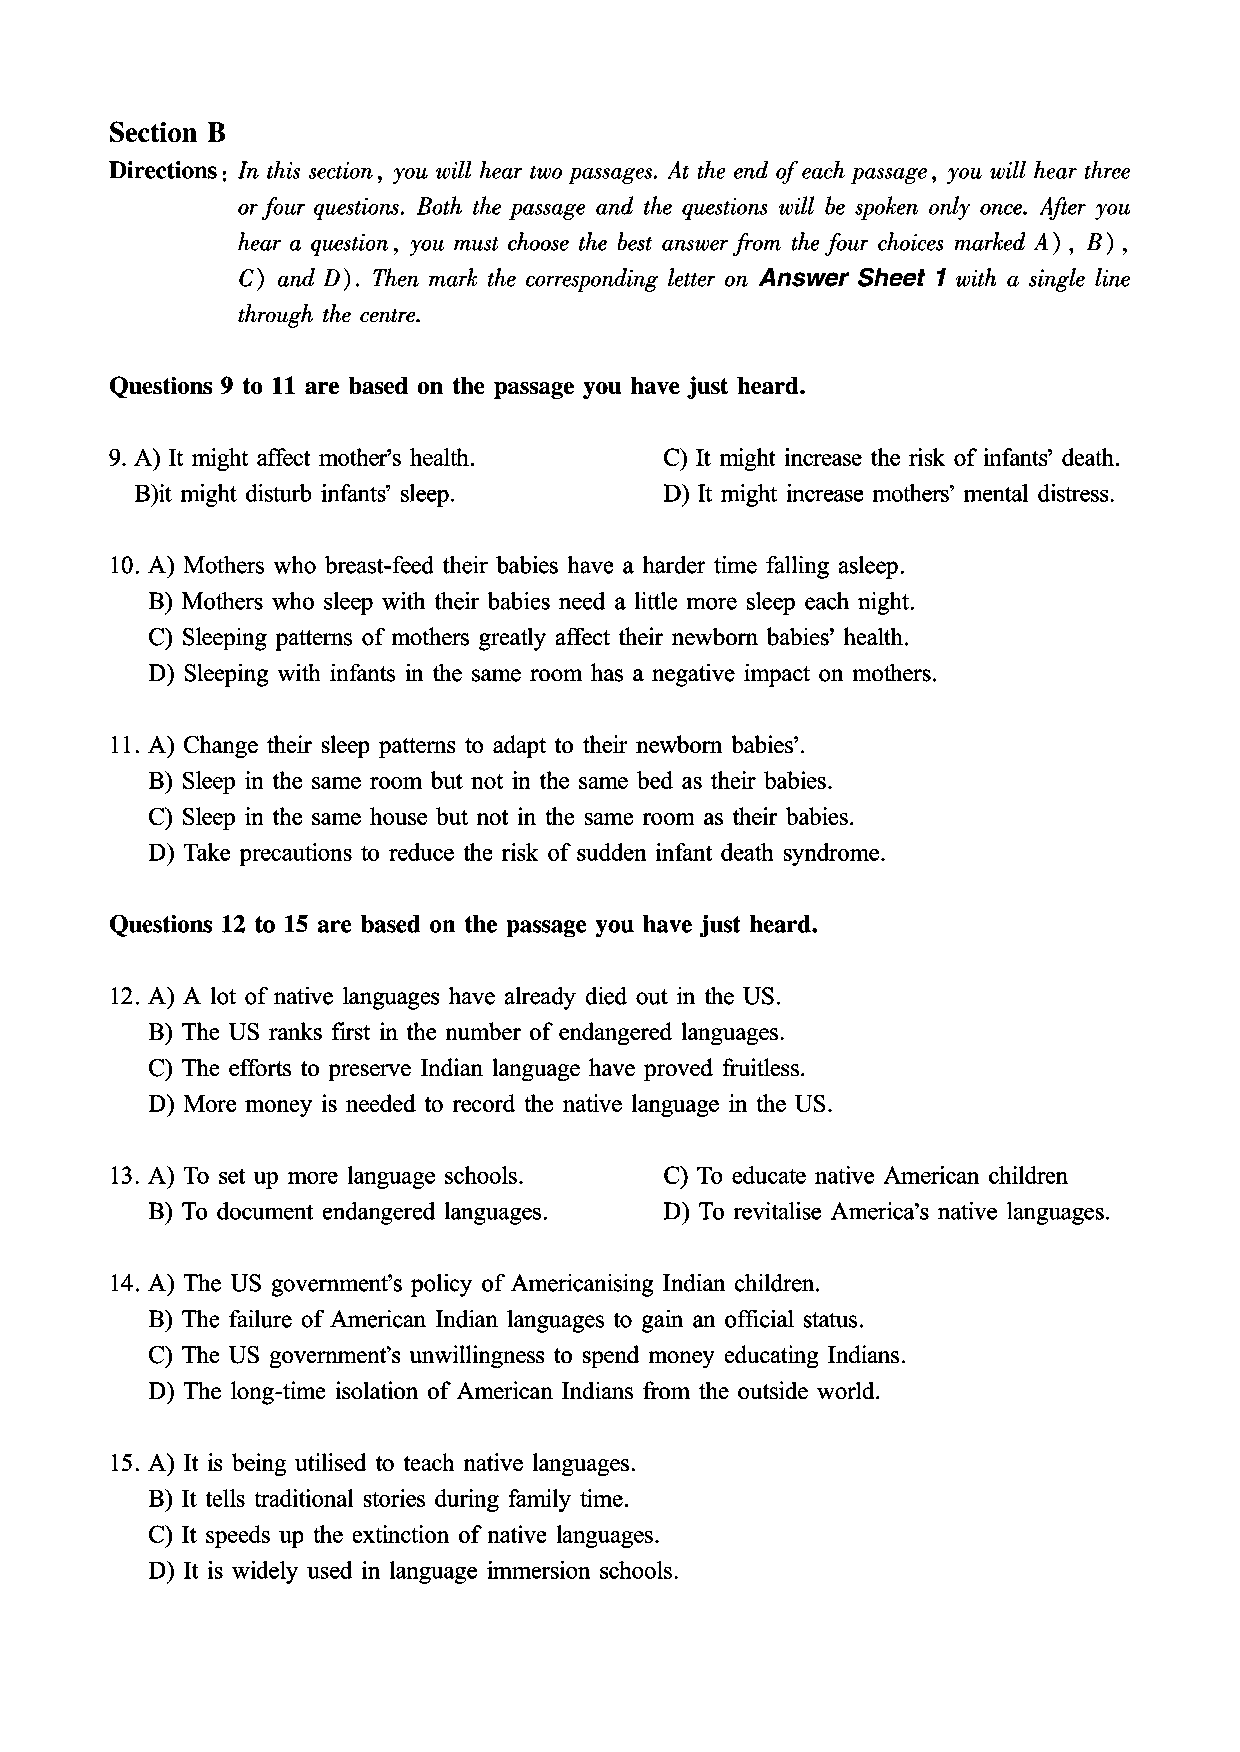 Section B
Directions: In this section, you will hear two passages. At the end of each passage, you will hear three
or four questions. Both the passage and the questions will be spoken only once. After you
hear a question, you must choose the best answer from the four choices marked A), B),
C) and D). Then mark the corresponding letter on Answer Sheet 1 with a single line
through the centre.
Questions 9 to 11 are based on the passage you have just heard.
9. A) It might affect mother's health. C) It might increase the risk of infants' death.
B)it might disturb infants' sleep. D) It might increase mothers' mental distress.
10. A) Mothers who breast-feed their babies have a harder time falling asleep.
B) Mothers who sleep with their babies need a little more sleep each night.
C) Sleeping patterns of mothers greatly affect their newborn babies' health.
D) Sleeping with infants in the same room has a negative impact on mothers.
11. A) Change their sleep patterns to adapt to their newborn babies'.
B) Sleep in the same room but not in the same bed as their babies.
C) Sleep in the same house but not in the same room as their babies.
D) Take precautions to reduce the risk of sudden infant death syndrome.
Questions 12 to 15 are based on the passage you have just heard.
12. A) A lot of native languages have already died out in the US.
B) The US ranks first in the number of endangered languages.
C) The efforts to preserve Indian language have proved fruitless.
D) More money is needed to record the native language in the US.
13. A) To set up more language schools. C) To educate native American children
B) To document endangered languages. D) To revitalise America's native languages.
14. A) The US government's policy of Americanising Indian children.
B) The failure of American Indian languages to gain an official status.
C) The US government's unwillingness to spend money educating Indians.
D) The long-time isolation of American Indians from the outside world.
15. A) It is being utilised to teach native languages.
B) It tells traditional stories during family time.
C) It speeds up the extinction of native languages.
D) It is widely used in language immersion schools.